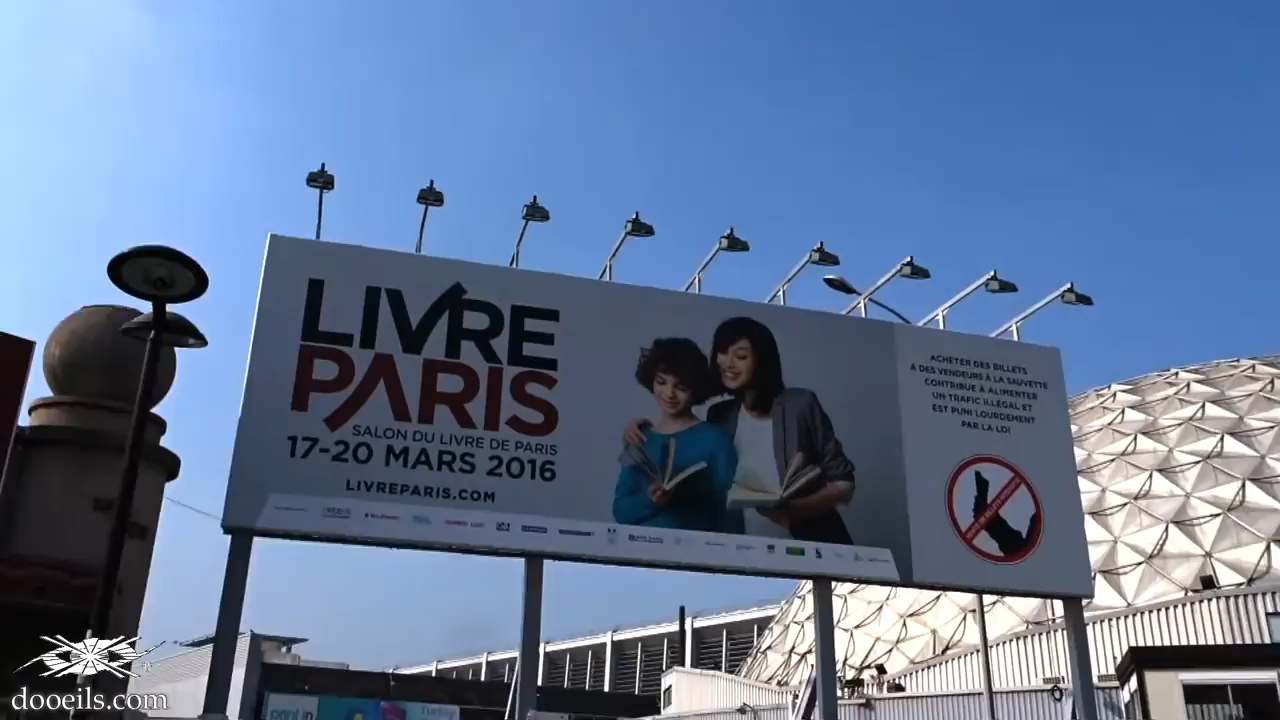 LIVRE
PARIS
SALON DU LIVRE DE PARIS
17-20 MARS 2016
LIVREPARIS.COM
ACHETER DES BILLETS
À DES VENDEURS À LA SAUVETTE
CONTRIBUE À ALIMENTER
UN TRAFIC ILLÉGAL ET
EST PUNI LOURDEMENT
PAR LA LOI
dooeils.com